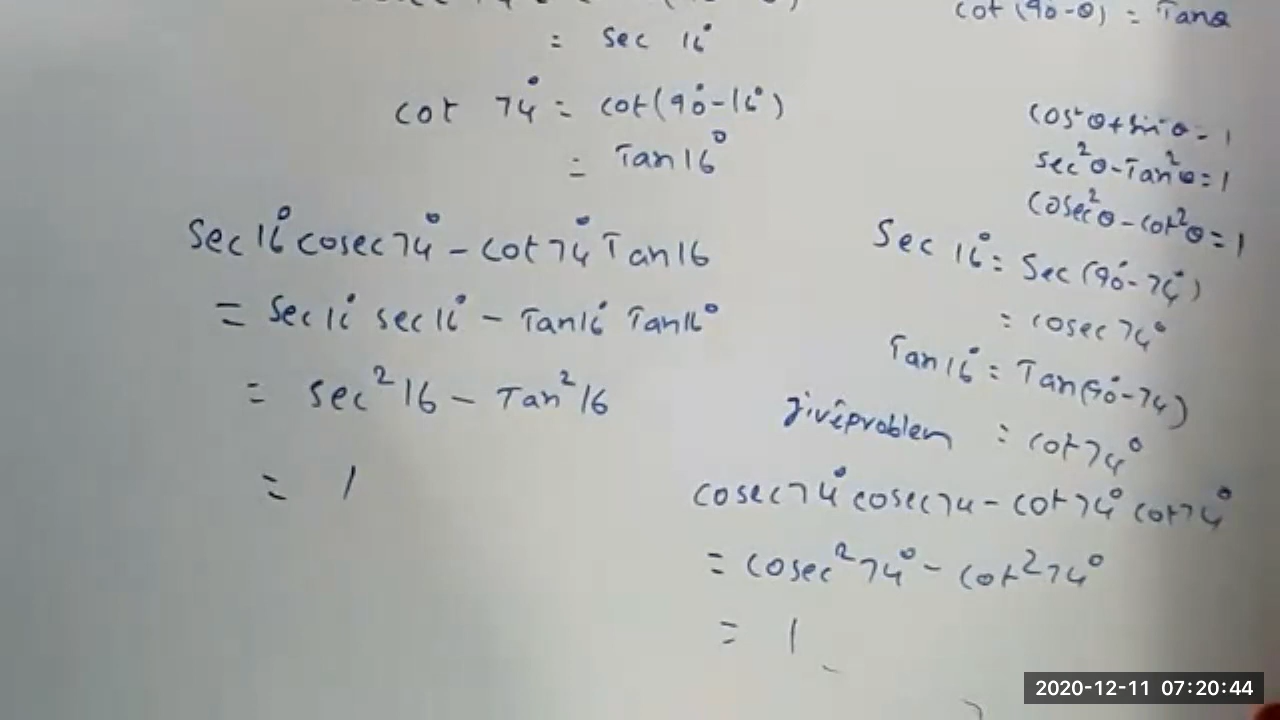 = sec 16°
cot 74° = cot(90°-16°)
= Tan16°
sec16° cosec74° - cot74° Tan16
= sec16° sec16° - Tan16° Tan16°
= sec²16 - Tan²16
= 1
cot (90-θ) = Tanθ
cos²θ+sin²θ = 1
sec²θ-Tan²θ=1
cosec²θ-cot²θ=1
Sec 16° = Sec(90°-74°)
= cosec 74°
Tan16° = Tan(90°-74)
= cot74°
problem
cosec74° cosec74 - cot74° cot74°
= cosec²74° - cot²74°
= 1
2020-12-11 07:20:44